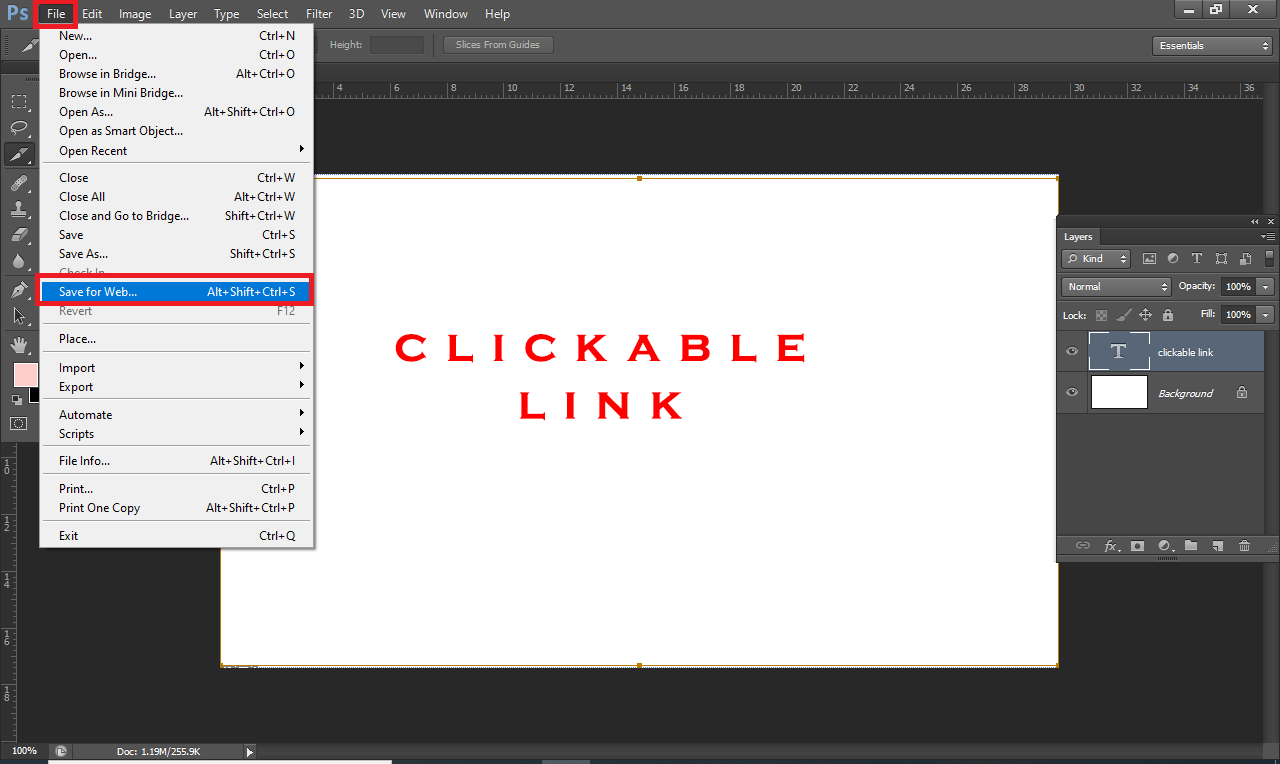 Ps File Edit Image Layer Type Select Filter 3D View Window Help
Height: Slices From Guides Essentials
New... Ctrl+N
Open... Ctrl+O
Browse in Bridge... Alt+Ctrl+O
Browse in Mini Bridge...
Open As... Alt+Shift+Ctrl+O
Open as Smart Object...
Open Recent
Close Ctrl+W
Close All Alt+Ctrl+W
Close and Go to Bridge... Shift+Ctrl+W
Save Ctrl+S
Save As... Shift+Ctrl+S
Check In...
Save for Web... Alt+Shift+Ctrl+S
Revert F12
Place...
Import
Export
Automate
Scripts
File Info... Alt+Shift+Ctrl+I
Print... Ctrl+P
Print One Copy Alt+Shift+Ctrl+P
Exit Ctrl+Q
4 6 8 10 12 14 16 18 20 22 24 26 28 30 32 34 36
10
12
14
16
18
CLICKABLE
LINK
Layers
Kind T
Normal Opacity: 100%
Lock: Fill: 100%
T clickable link
Background
fx
100% Doc: 1.19M/255.9K